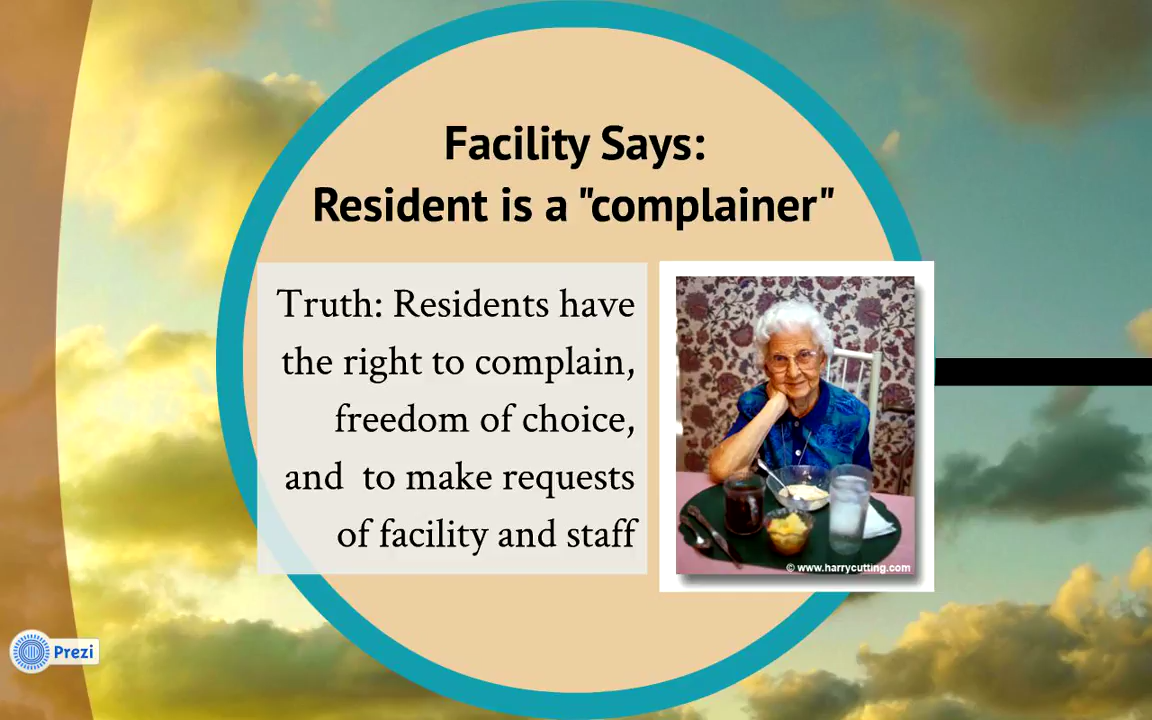 Facility Says:
Resident is a "complainer"
Truth: Residents have
the right to complain,
freedom of choice,
and  to make requests
of facility and staff
© www.harrycutting.com
Prezi